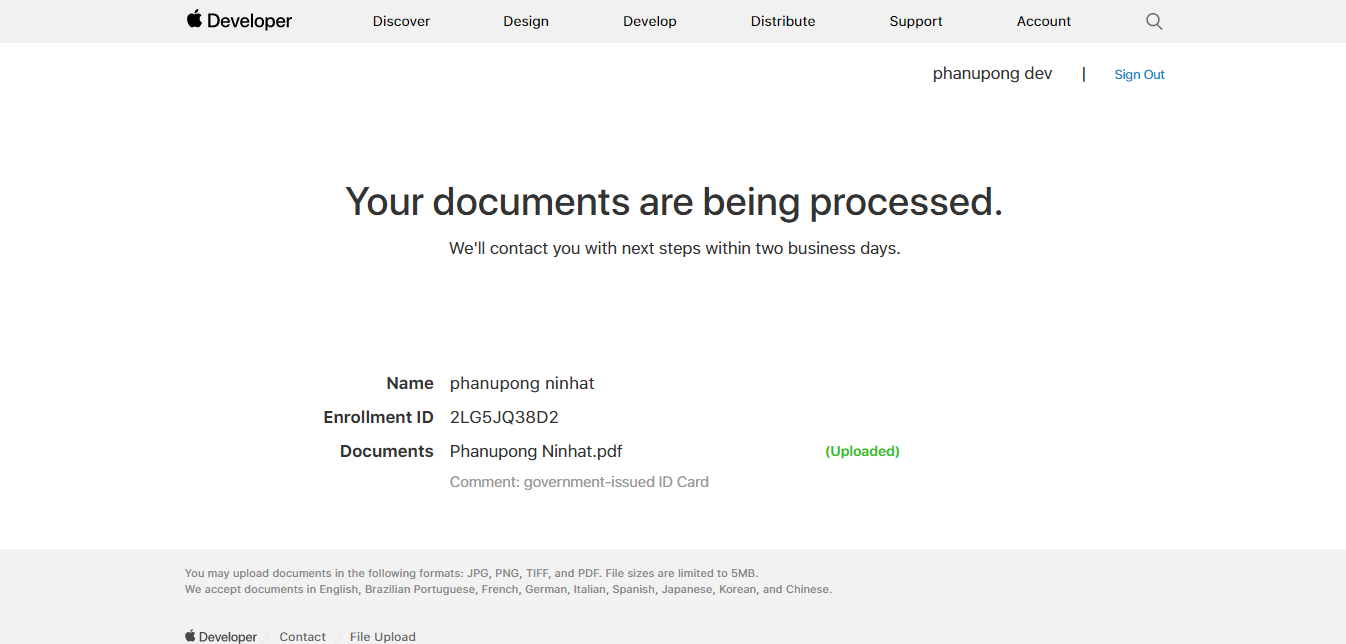 Developer Discover Design Develop Distribute Support Account
phanupong dev | Sign Out
Your documents are being processed.
We'll contact you with next steps within two business days.
Name phanupong ninhat
Enrollment ID 2LG5JQ38D2
Documents Phanupong Ninhat.pdf (Uploaded)
Comment: government-issued ID Card
You may upload documents in the following formats: JPG, PNG, TIFF, and PDF. File sizes are limited to 5MB.
We accept documents in English, Brazilian Portuguese, French, German, Italian, Spanish, Japanese, Korean, and Chinese.
Developer Contact File Upload